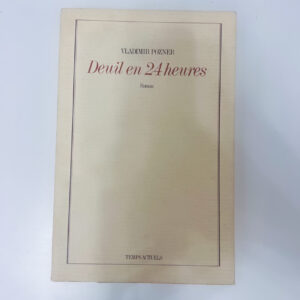 VLADIMIR POZNER
Deuil en 24 heures
Roman
TEMPS ACTUELS